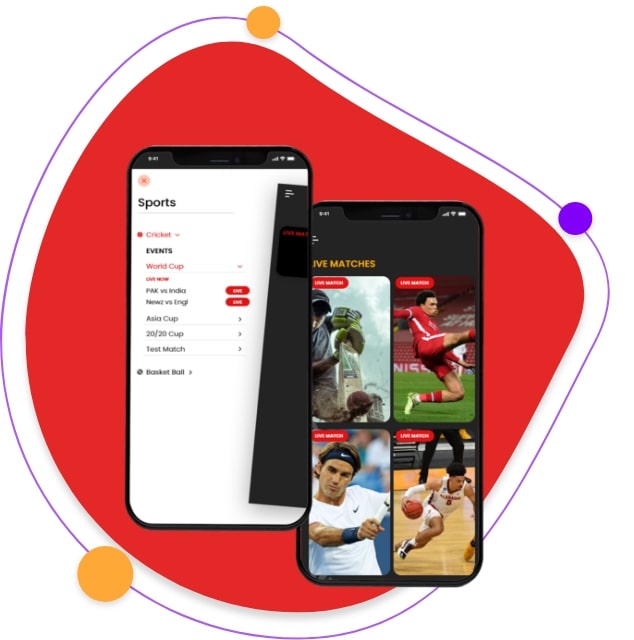 9:41
Sports
Cricket
EVENTS
World Cup
LIVE NOW
PAK vs India LIVE
Newz vs Engl LIVE
Asia Cup
20/20 Cup
Test Match
Basket Ball
LIVE MAT
9:41
LIVE MATCHES
LIVE MATCH
LIVE MATCH
LIVE MATCH
LIVE MATCH